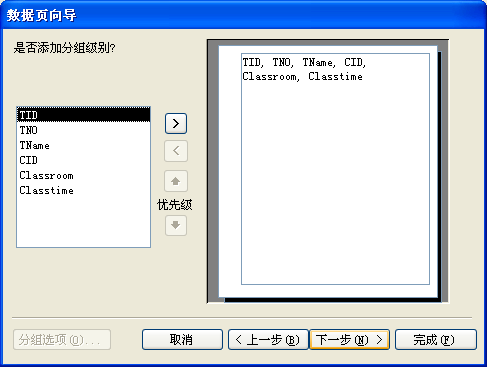 数据页向导
是否添加分组级别?
TID
TNO
TName
CID
Classroom
Classtime
>
<
优先级
TID, TNO, TName, CID,
Classroom, Classtime
分组选项(O)...
取消
< 上一步(B)
下一步(N) >
完成(F)